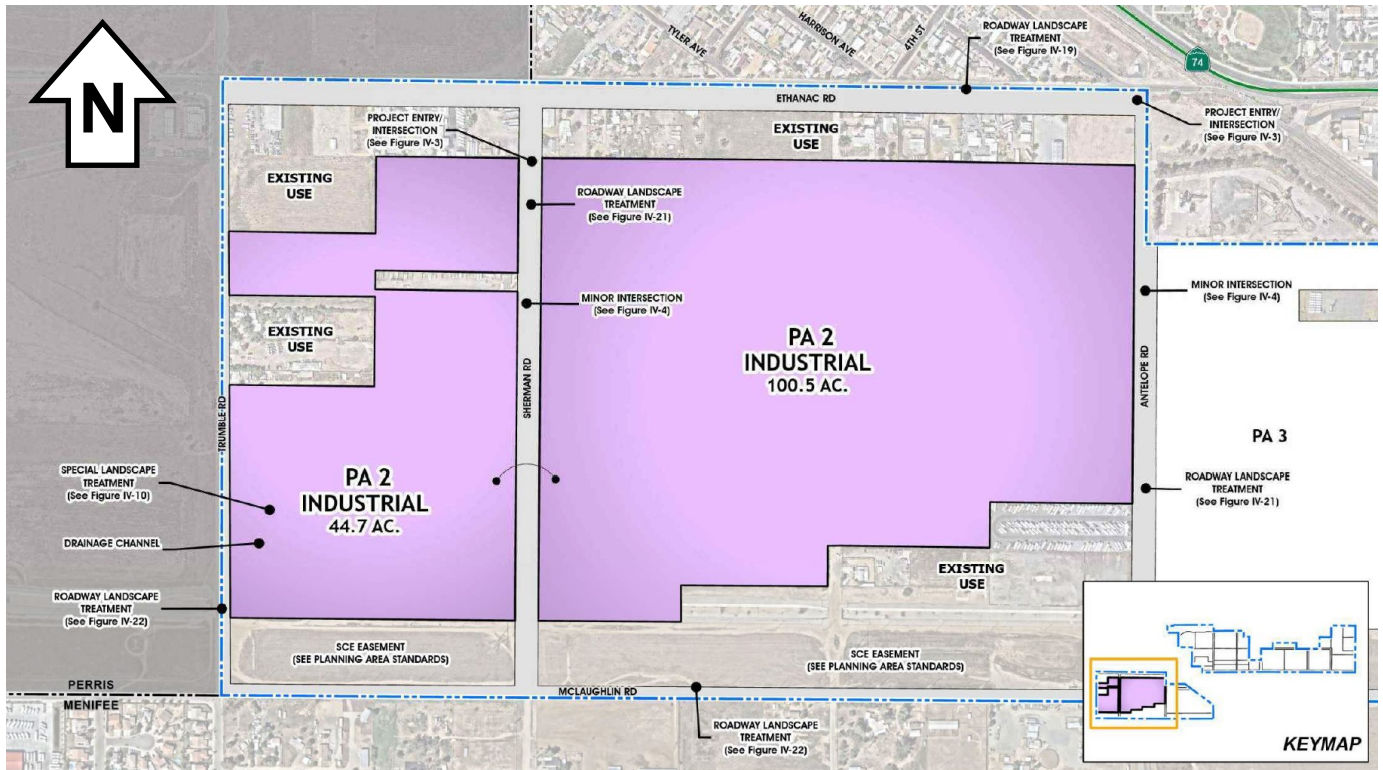 N
TYLER AVE
HARRISON AVE
4TH ST
ROADWAY LANDSCAPE
TREATMENT
(See Figure IV-19)
74
ETHANAC RD
PROJECT ENTRY/
INTERSECTION
(See Figure IV-3)
EXISTING
USE
PROJECT ENTRY/
INTERSECTION
(See Figure IV-3)
EXISTING
USE
ROADWAY LANDSCAPE
TREATMENT
(See Figure IV-21)
MINOR INTERSECTION
(See Figure IV-4)
MINOR INTERSECTION
(See Figure IV-4)
EXISTING
USE
PA 2
INDUSTRIAL
100.5 AC.
TRUMBLE RD
SHERMAN RD
ANTELOPE RD
PA 3
SPECIAL LANDSCAPE
TREATMENT
(See Figure IV-10)
PA 2
INDUSTRIAL
44.7 AC.
ROADWAY LANDSCAPE
TREATMENT
(See Figure IV-21)
DRAINAGE CHANNEL
EXISTING
USE
ROADWAY LANDSCAPE
TREATMENT
(See Figure IV-22)
SCE EASEMENT
(SEE PLANNING AREA STANDARDS)
SCE EASEMENT
(SEE PLANNING AREA STANDARDS)
PERRIS
MENIFEE
MCLAUGHLIN RD
ROADWAY LANDSCAPE
TREATMENT
(See Figure IV-22)
KEYMAP